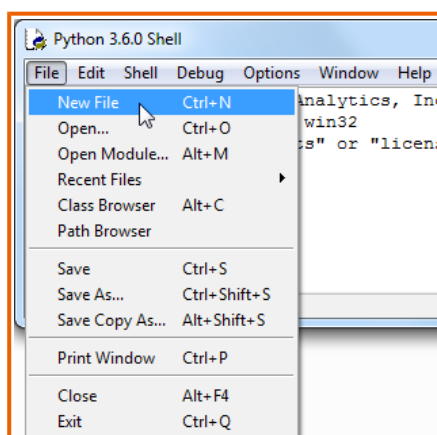 Python 3.6.0 Shell
File Edit Shell Debug Options Window Help
New File Ctrl+N
Open... Ctrl+O
Open Module... Alt+M
Recent Files
Class Browser Alt+C
Path Browser
Save Ctrl+S
Save As... Ctrl+Shift+S
Save Copy As... Alt+Shift+S
Print Window Ctrl+P
Close Alt+F4
Exit Ctrl+Q
Analytics, In
win32
s" or "licens